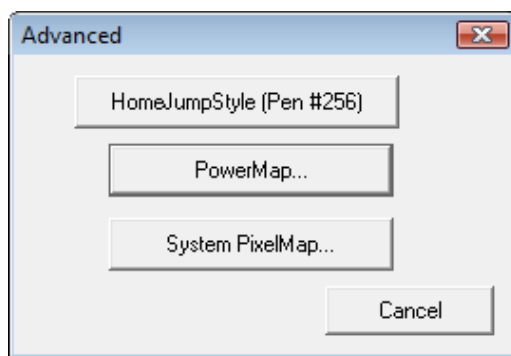 Advanced
HomeJumpStyle (Pen #256)
PowerMap...
System PixelMap...
Cancel